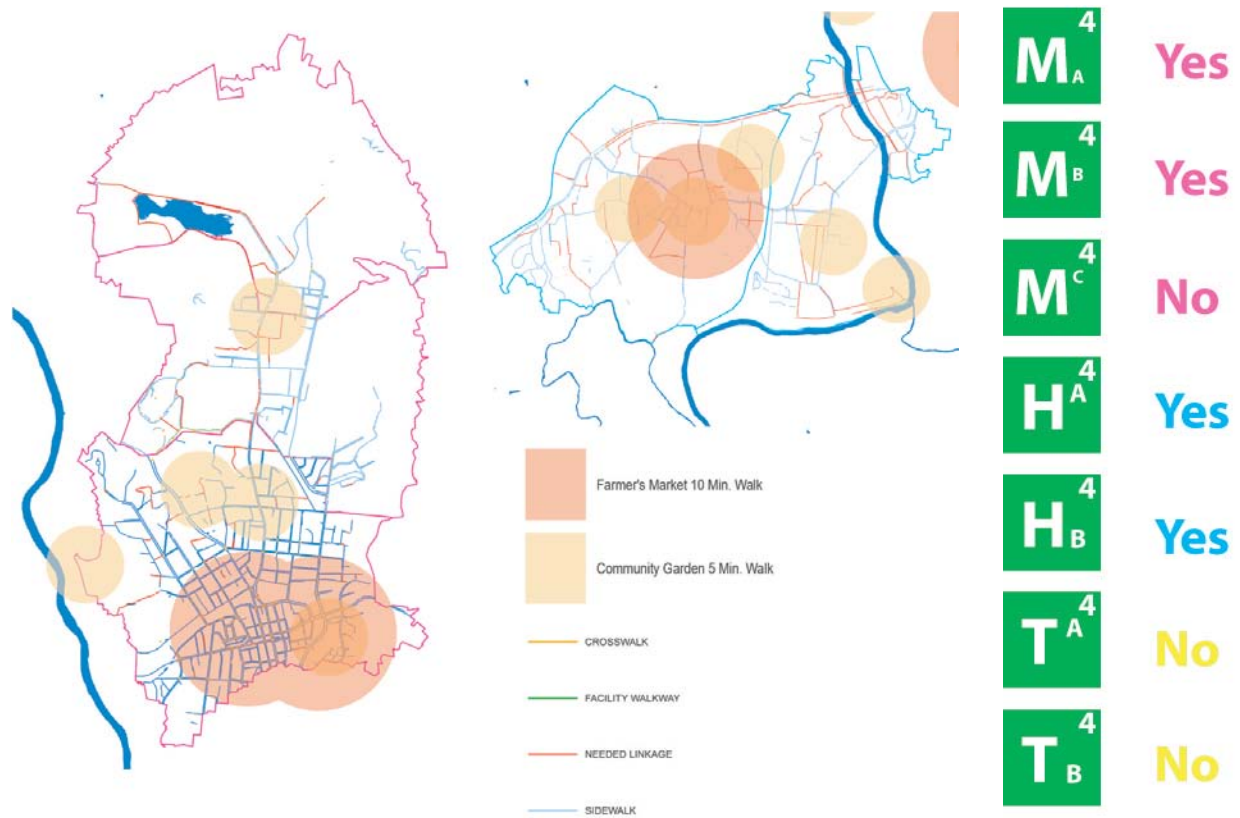 Farmer's Market 10 Min. Walk
Community Garden 5 Min. Walk
CROSSWALK
FACILITY WALKWAY
NEEDED LINKAGE
SIDEWALK
M A 4 Yes
M B 4 Yes
M C 4 No
H A 4 Yes
H B 4 Yes
T A 4 No
T B 4 No